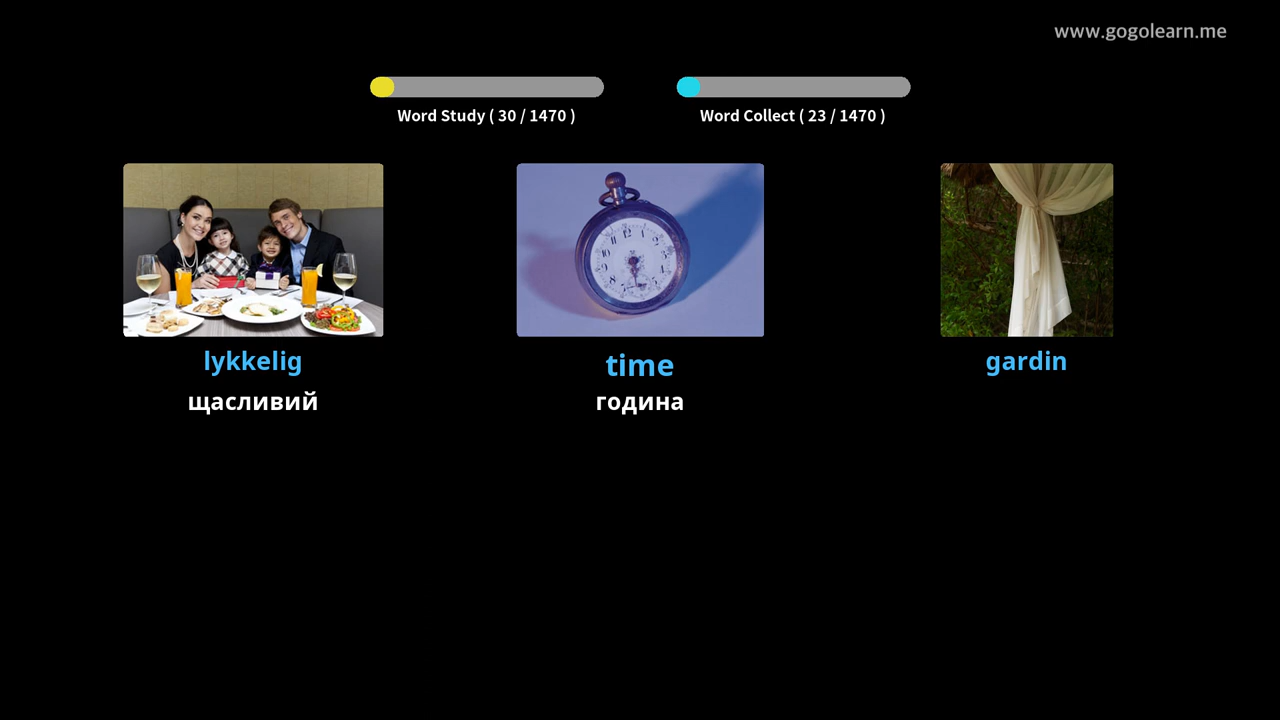 www.gogolearn.me
Word Study ( 30 / 1470 )
Word Collect ( 23 / 1470 )
lykkelig
time
gardin
щасливий
година